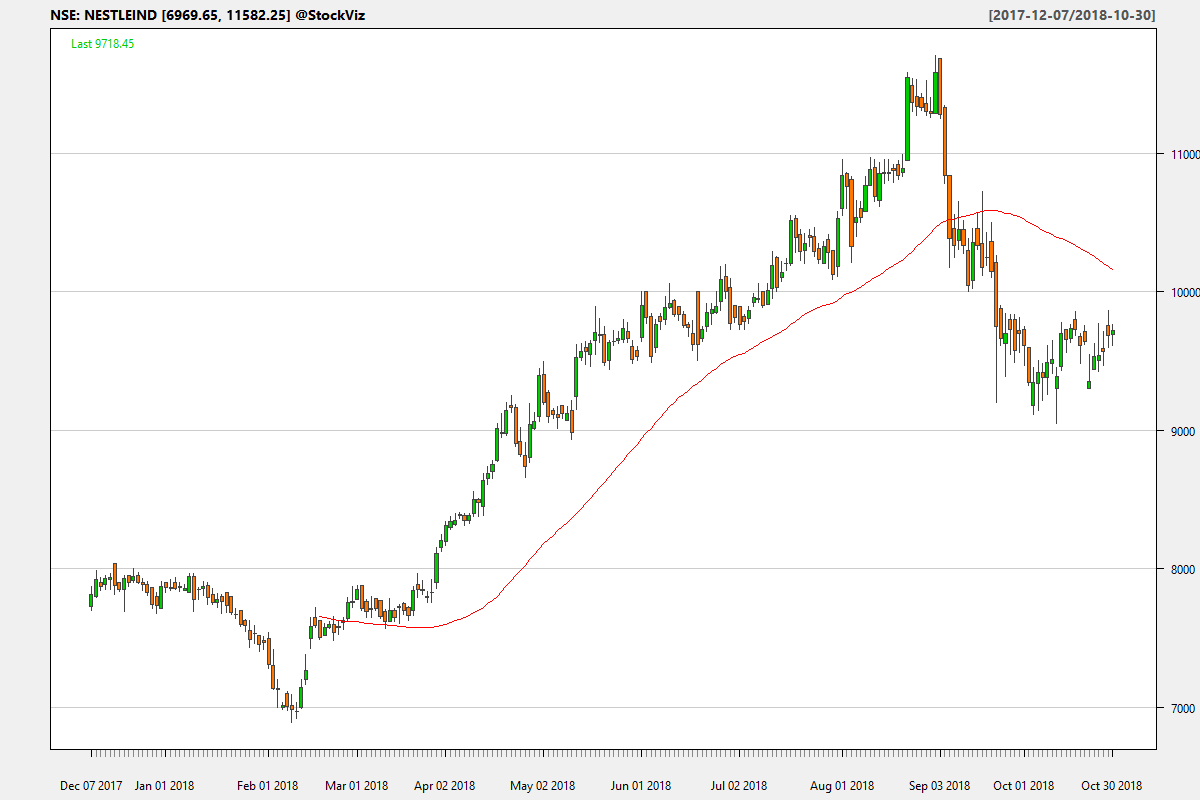 NSE: NESTLEIND [6969.65, 11582.25] @StockViz [2017-12-07/2018-10-30]
Last 9718.45
11000
10000
9000
8000
7000
Dec 07 2017 Jan 01 2018 Feb 01 2018 Mar 01 2018 Apr 02 2018 May 02 2018 Jun 01 2018 Jul 02 2018 Aug 01 2018 Sep 03 2018 Oct 01 2018 Oct 30 2018